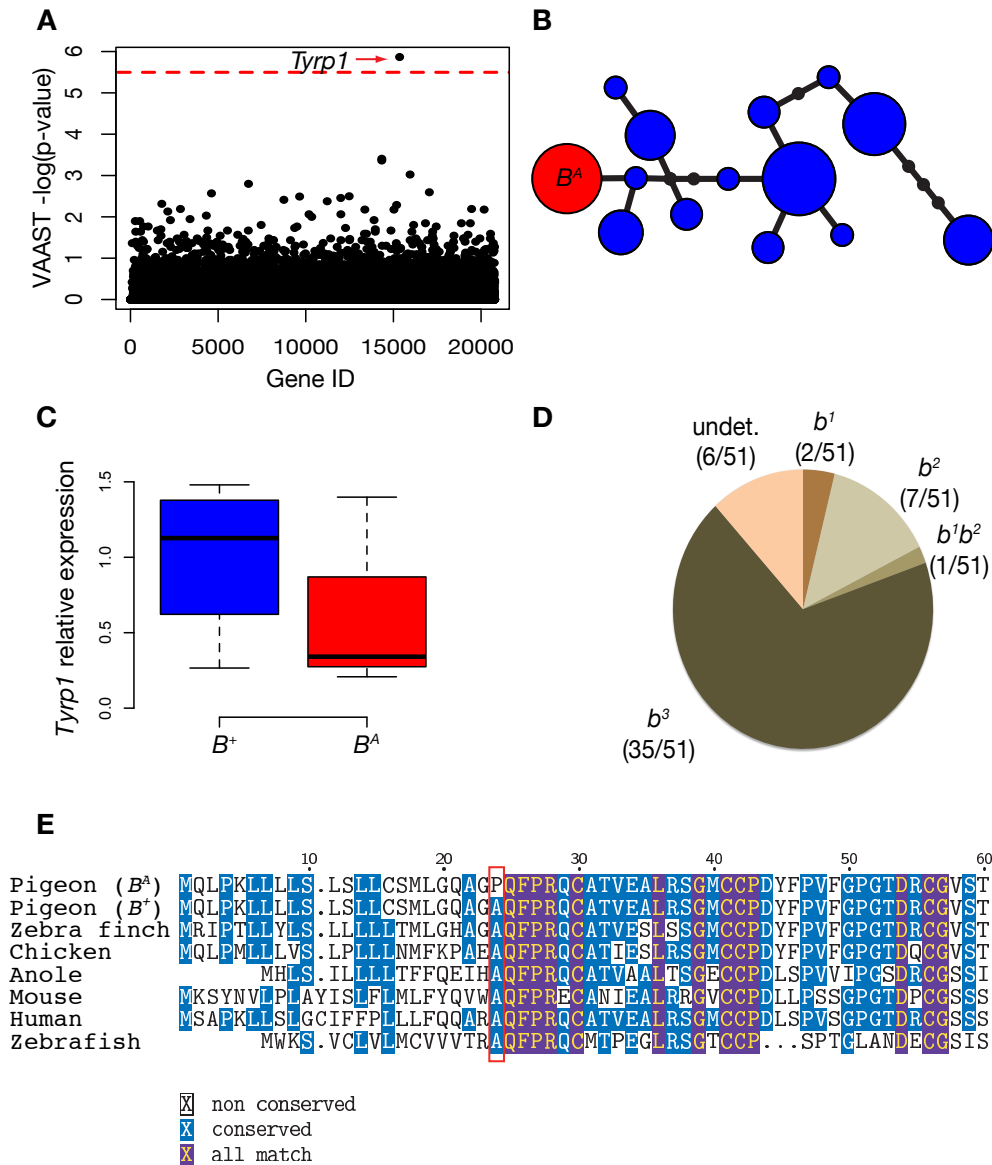 A
VAAST -log(p-value)
6
5
4
3
2
1
0
Tyrp1
0 5000 10000 15000 20000
Gene ID
B
B^A
C
Tyrp1 relative expression
1.5
1.0
0.5
0.0
B^+ B^A
D
undet.
(6/51)
b^1
(2/51)
b^2
(7/51)
b^1b^2
(1/51)
b^3
(35/51)
E
10 20 30 40 50 60
Pigeon (B^A) MQLPKLLLLS.LSLLCSMLGQAGPQFPRQCATVEALRSGMCCPDYFPVFGPGTDRCGVST
Pigeon (B^+) MQLPKLLLLS.LSLLCSMLGQAGAQFPRQCATVEALRSGMCCPDYFPVFGPGTDRCGVST
Zebra finch MRIPTLLYLS.LLLLLTMLGHAGAQFPRQCATVESLSSGMCCPDYFPVFGPGTDRCGVST
Chicken MQLPMLLLVS.LPLLLNMFKPAEAQFPRQCATIESLRSGMCCPDYFPVFGPGTDQCGVST
Anole MHLS.ILLLLTFFQEIHAQFPRQCATVAALTSGECCPDLSPVVIPGSDRCGSSI
Mouse MKSYNVLPLAYISLFLMLFYQVWAQFPRECANIEALRRGVCCPDLLPSSGPGTDPCGSSS
Human MSAPKLLSLGCIFFPLLLFQQARAQFPRQCATVEALRSGMCCPDLSPVSGPGTDRCGSSS
Zebrafish MWKS.VCLVLMCVVVTRAQFPRQCMTPEGLRSGTCCP...SPTGLANDECGSIS
X non conserved
X conserved
X all match